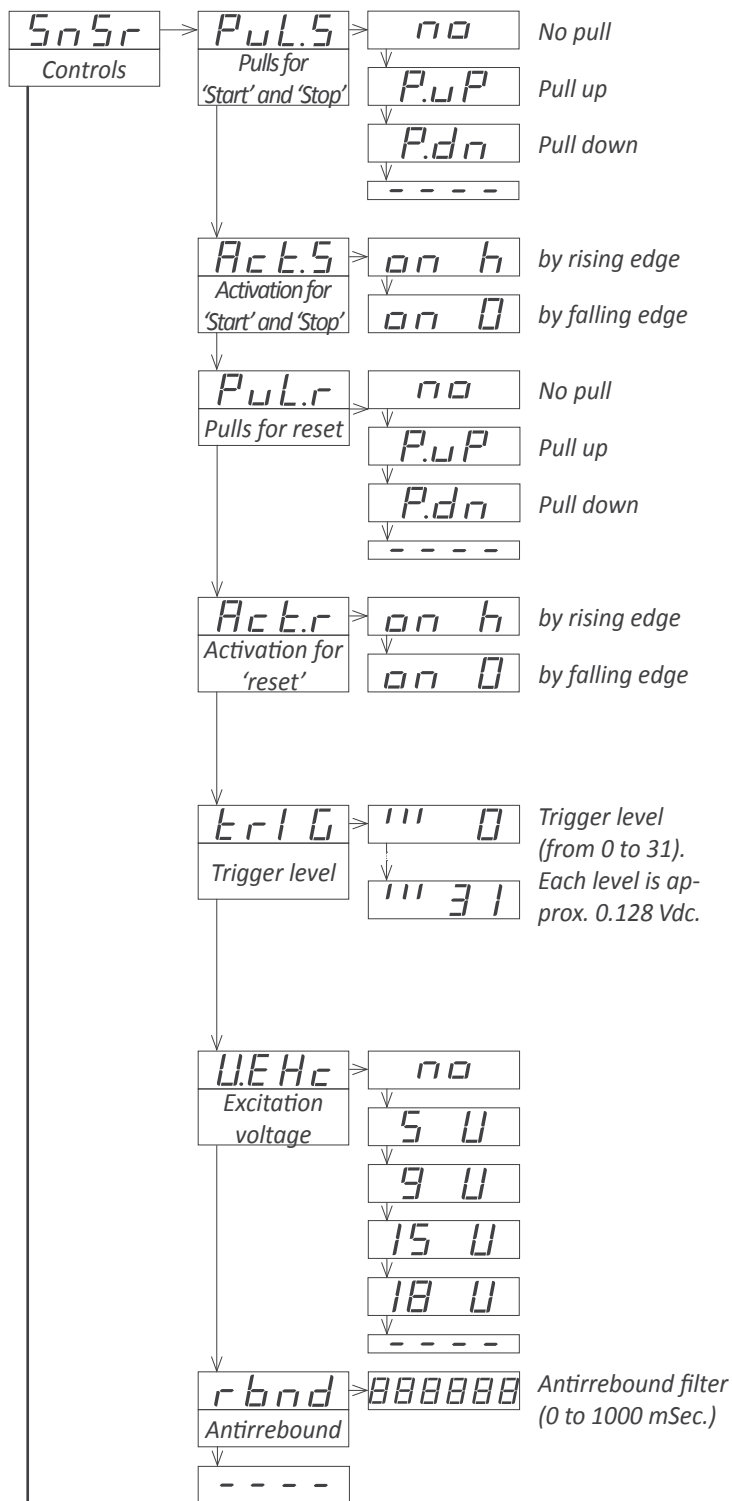 SnSr
Controls
PuL.S
Pulls for
‘Start’ and ‘Stop’
no
No pull
P.uP
Pull up
P.dn
Pull down
- - - -
Act.S
Activation for
‘Start’ and ‘Stop’
on h
by rising edge
on 0
by falling edge
PuL.r
Pulls for reset
no
No pull
P.uP
Pull up
P.dn
Pull down
- - - -
Act.r
Activation for
‘reset’
on h
by rising edge
on 0
by falling edge
trIG
Trigger level
''' 0
''' 31
Trigger level
(from 0 to 31).
Each level is ap-
prox. 0.128 Vdc.
U.EHc
Excitation
voltage
no
5 U
9 U
15 U
18 U
- - - -
rbnd
Antirrebound
888888
Antirrebound filter
(0 to 1000 mSec.)
- - - -